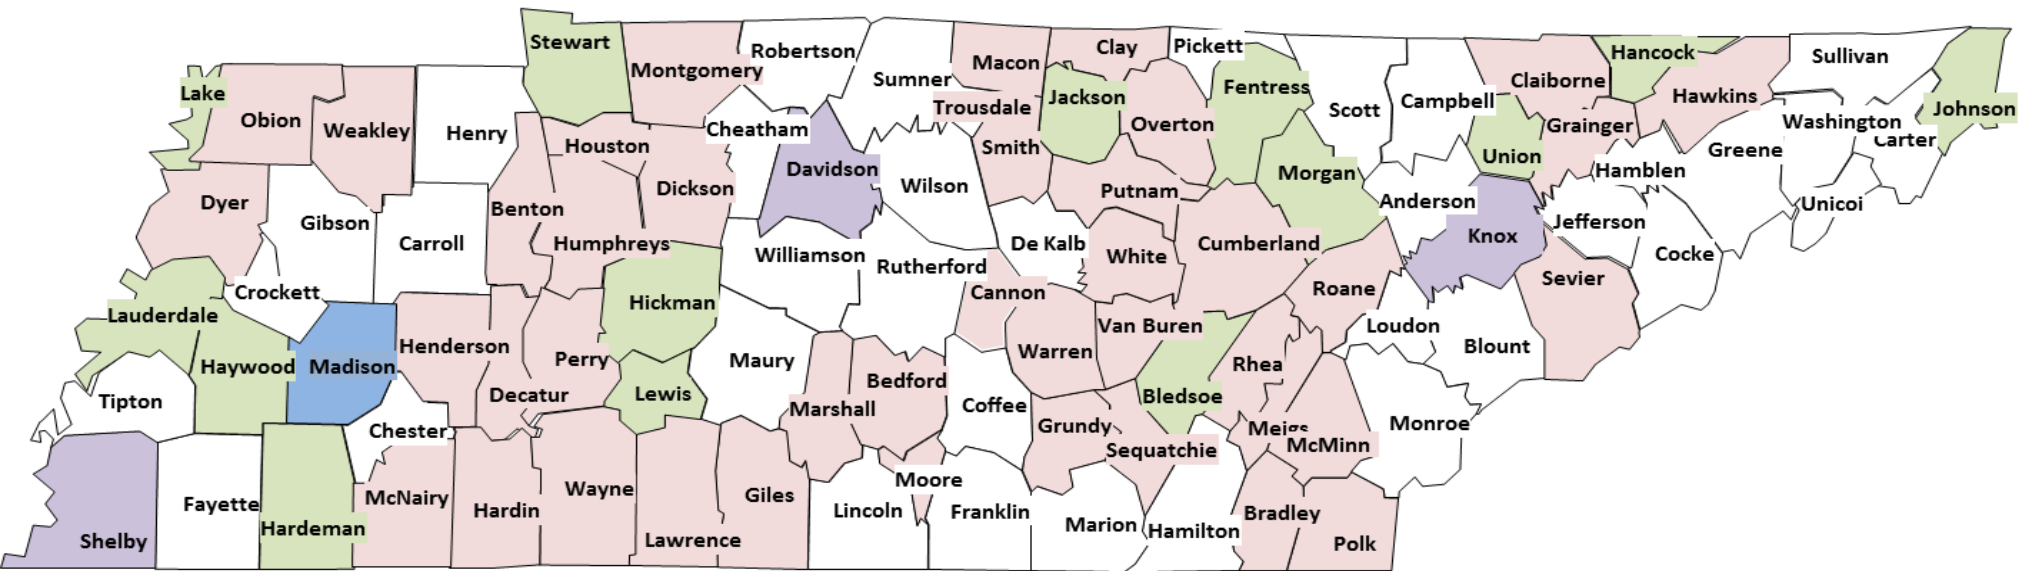 Stewart
Robertson
Clay
Pickett
Hancock
Sullivan
Montgomery
Sumner
Macon
Claiborne
Lake
Jackson
Fentress
Campbell
Hawkins
Johnson
Obion
Weakley
Henry
Cheatham
Trousdale
Overton
Scott
Grainger
Washington
Houston
Smith
Carter
Davidson
Union
Greene
Dickson
Wilson
Putnam
Morgan
Hamblen
Dyer
Gibson
Benton
Anderson
Jefferson
Unicoi
Carroll
Humphreys
De Kalb
Cumberland
Knox
Williamson
White
Cocke
Rutherford
Crockett
Hickman
Cannon
Roane
Sevier
Lauderdale
Van Buren
Loudon
Haywood
Madison
Henderson
Perry
Maury
Warren
Rhea
Blount
Tipton
Decatur
Lewis
Bedford
Bledsoe
Marshall
Coffee
Chester
Grundy
Meigs
Monroe
Sequatchie
McMinn
Fayette
McNairy
Wayne
Giles
Moore
Hardeman
Hardin
Lincoln
Franklin
Marion
Hamilton
Bradley
Shelby
Lawrence
Polk